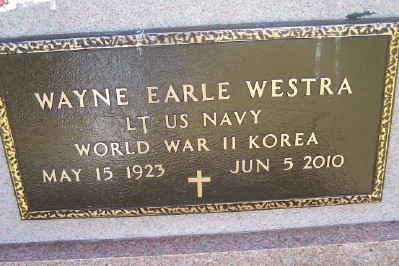 WAYNE EARLE WESTRA
LT US NAVY
WORLD WAR II KOREA
MAY 15 1923 JUN 5 2010